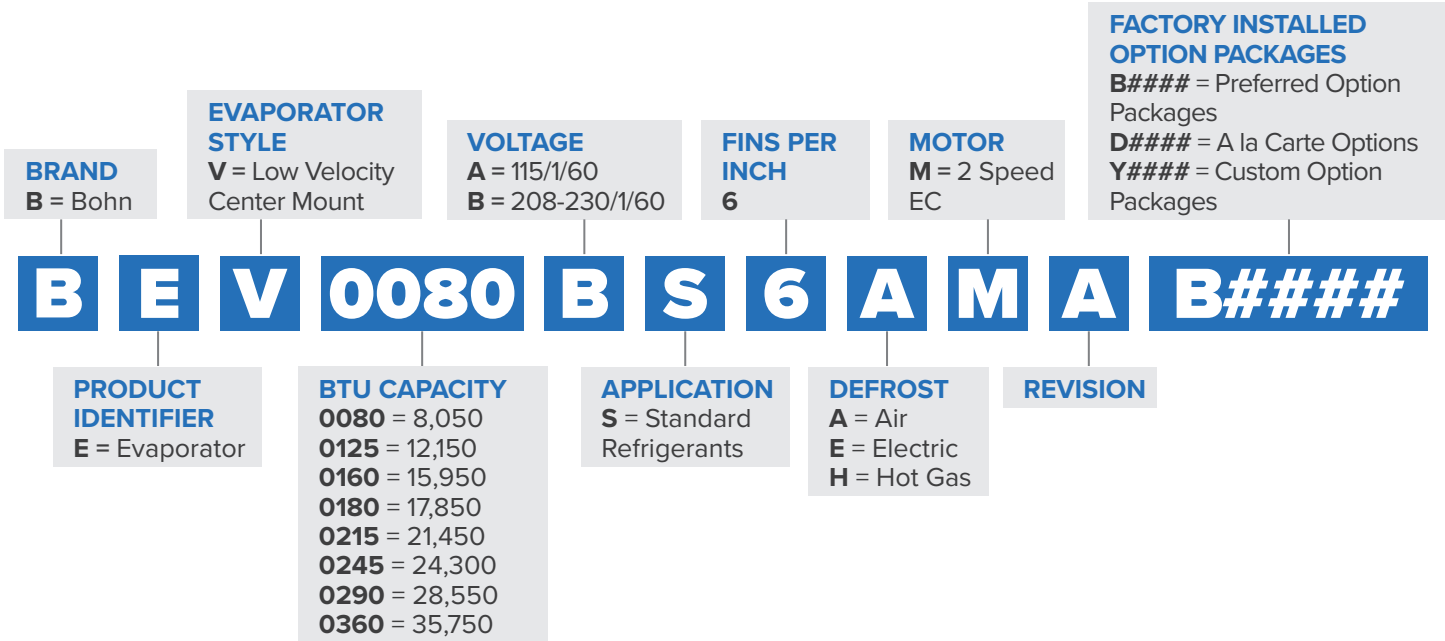 FACTORY INSTALLED
OPTION PACKAGES
B#### = Preferred Option
Packages
D#### = A la Carte Options
Y#### = Custom Option
Packages
EVAPORATOR
STYLE
V = Low Velocity
Center Mount
VOLTAGE
A = 115/1/60
B = 208-230/1/60
FINS PER
INCH
6
MOTOR
M = 2 Speed
EC
BRAND
B = Bohn
B E V 0080 B S 6 A M A B####
PRODUCT
IDENTIFIER
E = Evaporator
BTU CAPACITY
0080 = 8,050
0125 = 12,150
0160 = 15,950
0180 = 17,850
0215 = 21,450
0245 = 24,300
0290 = 28,550
0360 = 35,750
APPLICATION
S = Standard
Refrigerants
DEFROST
A = Air
E = Electric
H = Hot Gas
REVISION